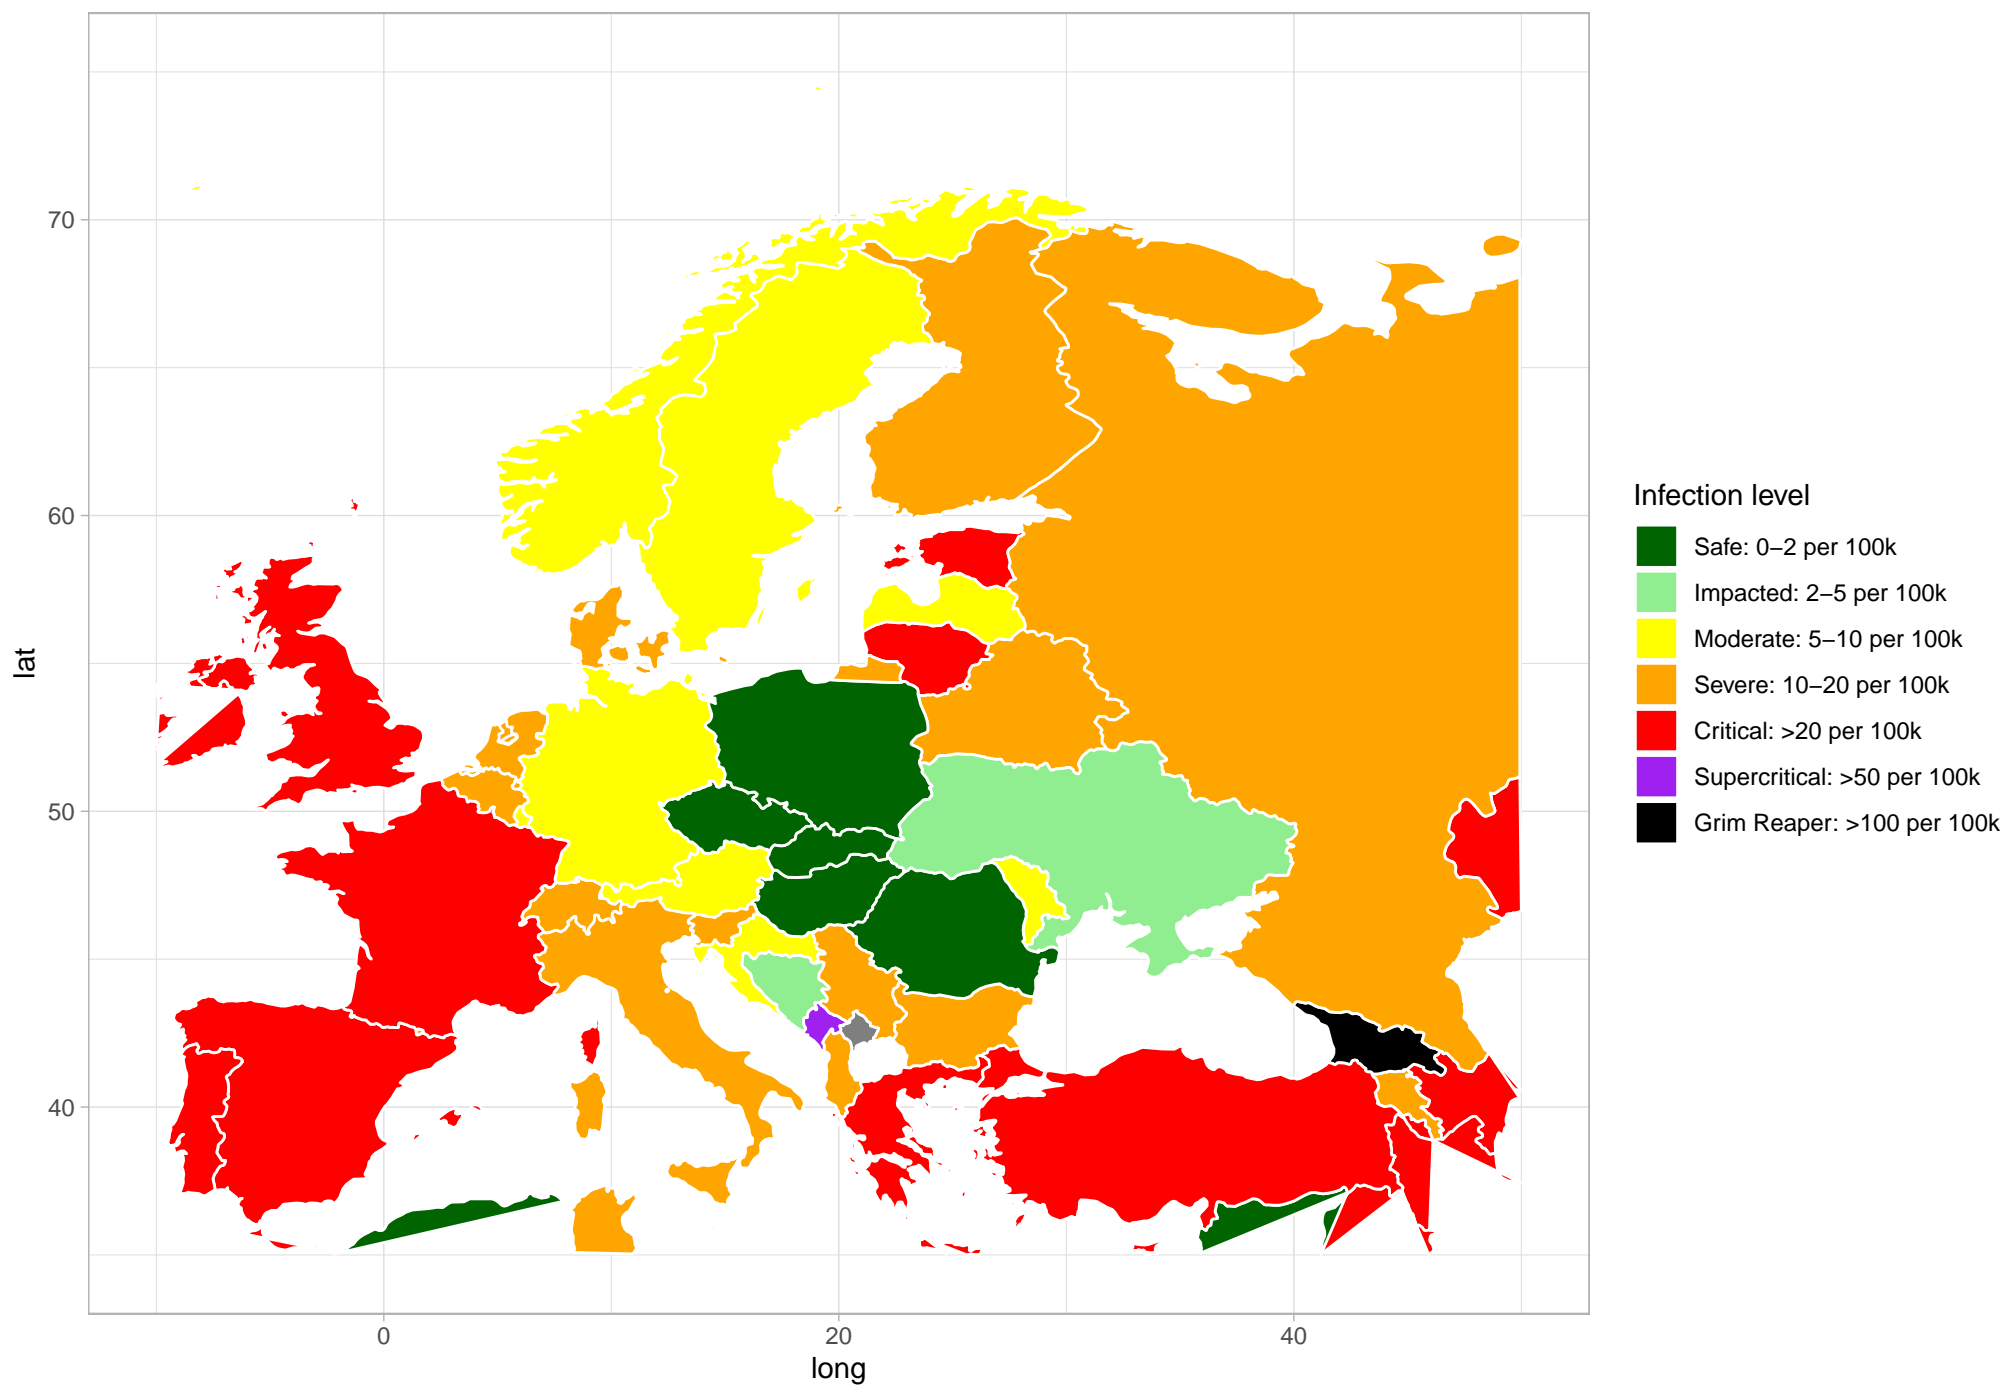 70
60
50
40
lat
0
20
40
long
Infection level
Safe: 0−2 per 100k
Impacted: 2−5 per 100k
Moderate: 5−10 per 100k
Severe: 10−20 per 100k
Critical: >20 per 100k
Supercritical: >50 per 100k
Grim Reaper: >100 per 100k